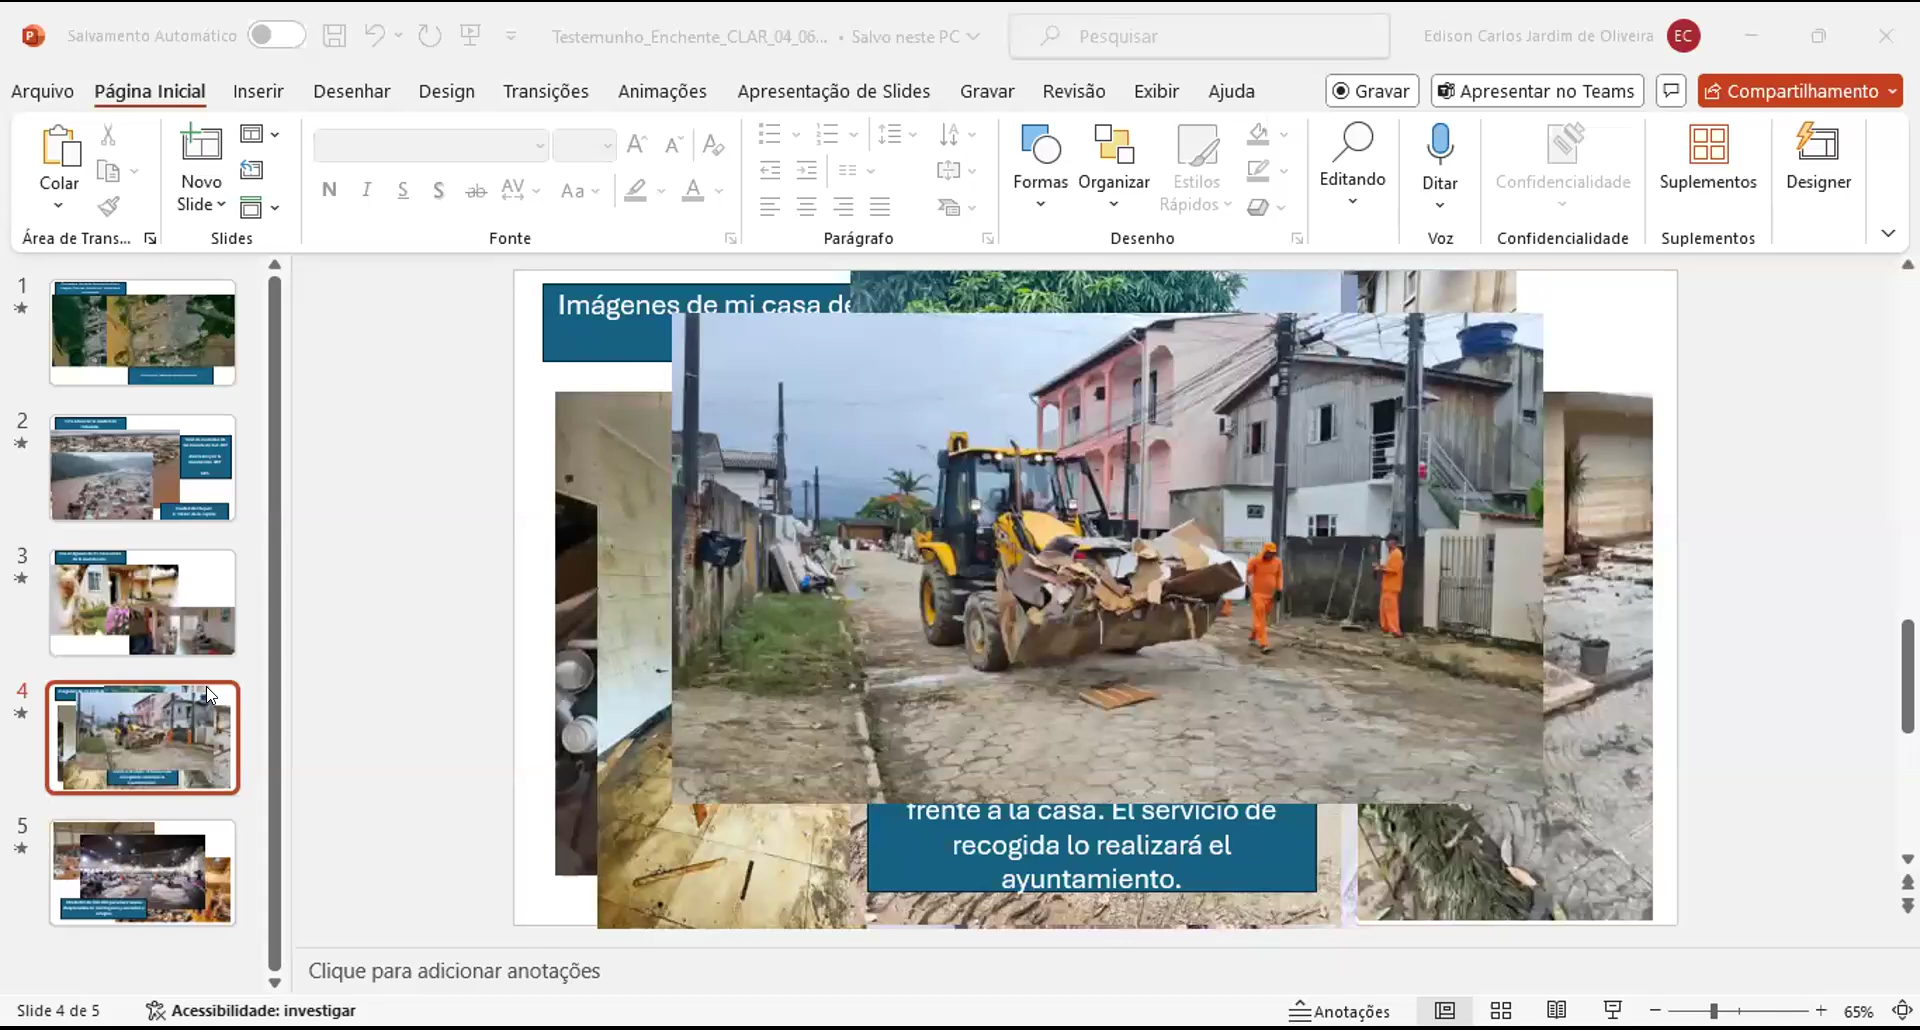 Salvamento Automático
Testemunho_Enchente_CLAR_04_06... • Salvo neste PC
Pesquisar
Edison Carlos Jardim de Oliveira
EC
Arquivo
Página Inicial
Inserir
Desenhar
Design
Transições
Animações
Apresentação de Slides
Gravar
Revisão
Exibir
Ajuda
Gravar
Apresentar no Teams
Compartilhamento
Colar
Novo
Slide
N I S S ab AV Aa A
Formas
Organizar
Estilos
Rápidos
Editando
Ditar
Confidencialidade
Suplementos
Designer
Área de Trans...
Slides
Fonte
Parágrafo
Desenho
Voz
Confidencialidade
Suplementos
1
2
3
4
5
Imágenes de mi casa de
frente a la casa. El servicio de
recogida lo realizará el
ayuntamiento.
Clique para adicionar anotações
Slide 4 de 5
Acessibilidade: investigar
Anotações
65%